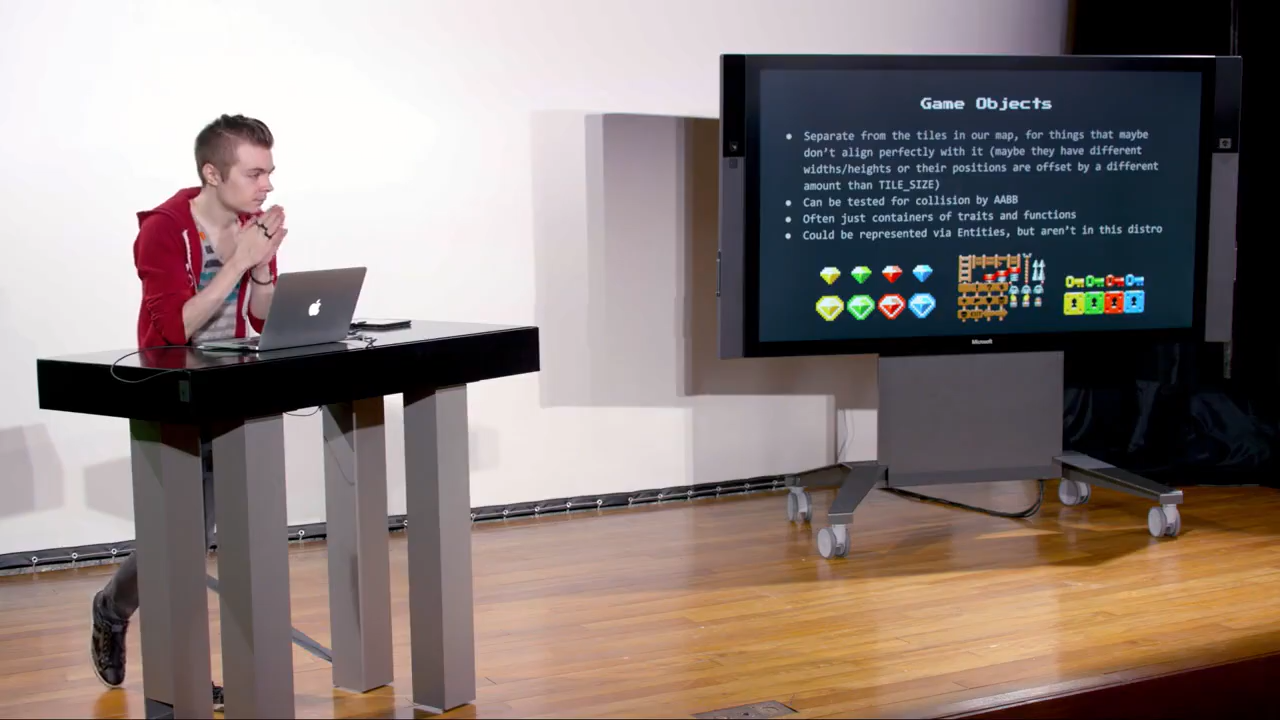 Game Objects
● Separate from the tiles in our map, for things that maybe
don't align perfectly with it (maybe they have different
widths/heights or their positions are offset by a different
amount than TILE_SIZE)
● Can be tested for collision by AABB
● Often just containers of traits and functions
● Could be represented via Entities, but aren't in this distro
Microsoft